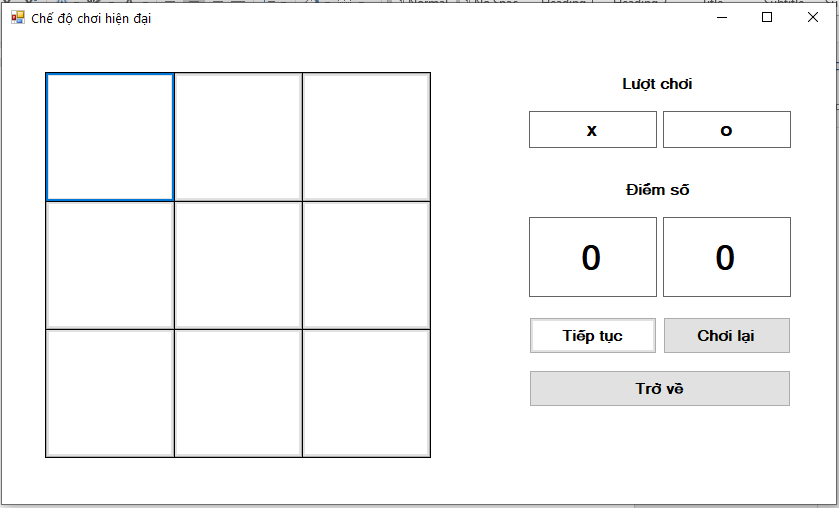 Chế độ chơi hiện đại
Lượt chơi
x o
Điểm số
0 0
Tiếp tục Chơi lại
Trở về